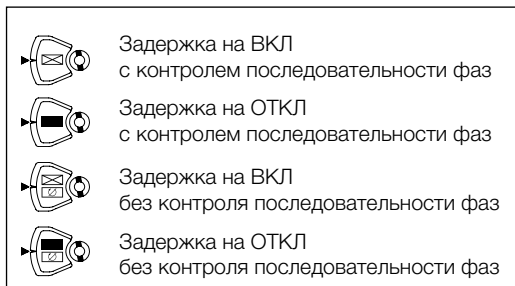 Задержка на ВКЛ
с контролем последовательности фаз
Задержка на ОТКЛ
с контролем последовательности фаз
Задержка на ВКЛ
без контроля последовательности фаз
Задержка на ОТКЛ
без контроля последовательности фаз